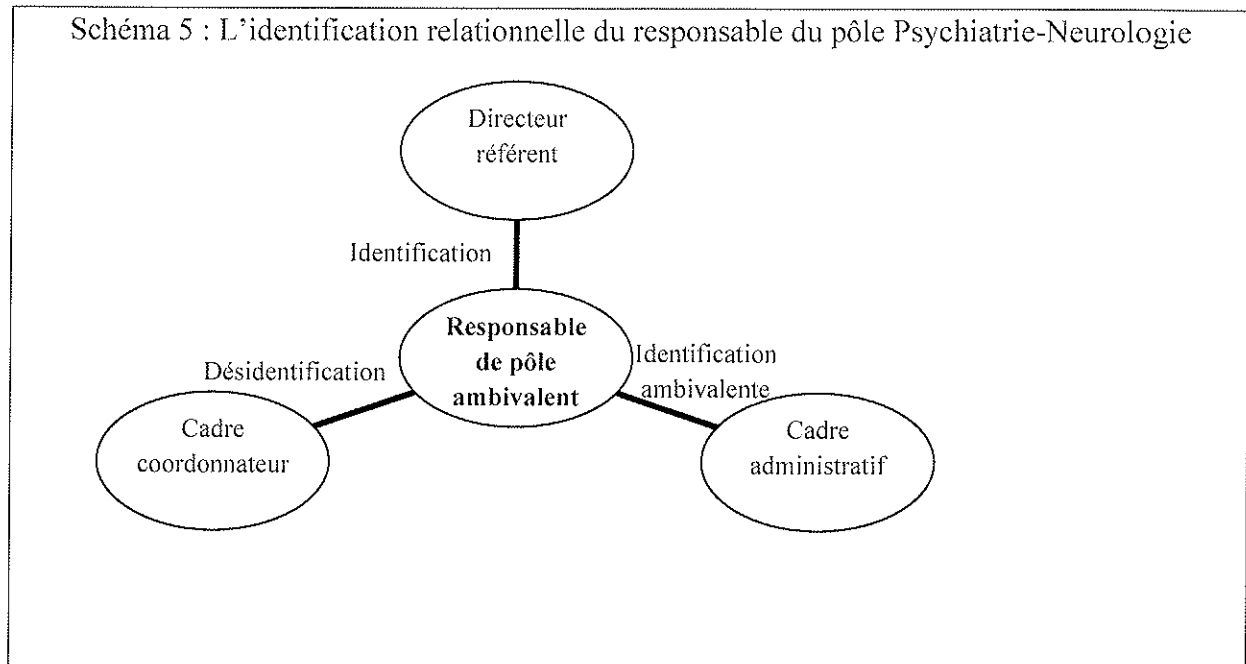 Schéma 5 : L'identification relationnelle du responsable du pôle Psychiatrie-Neurologie
Directeur
référent
Identification
Responsable
de pôle
ambivalent
Désidentification
Identification
ambivalente
Cadre
coordonnateur
Cadre
administratif